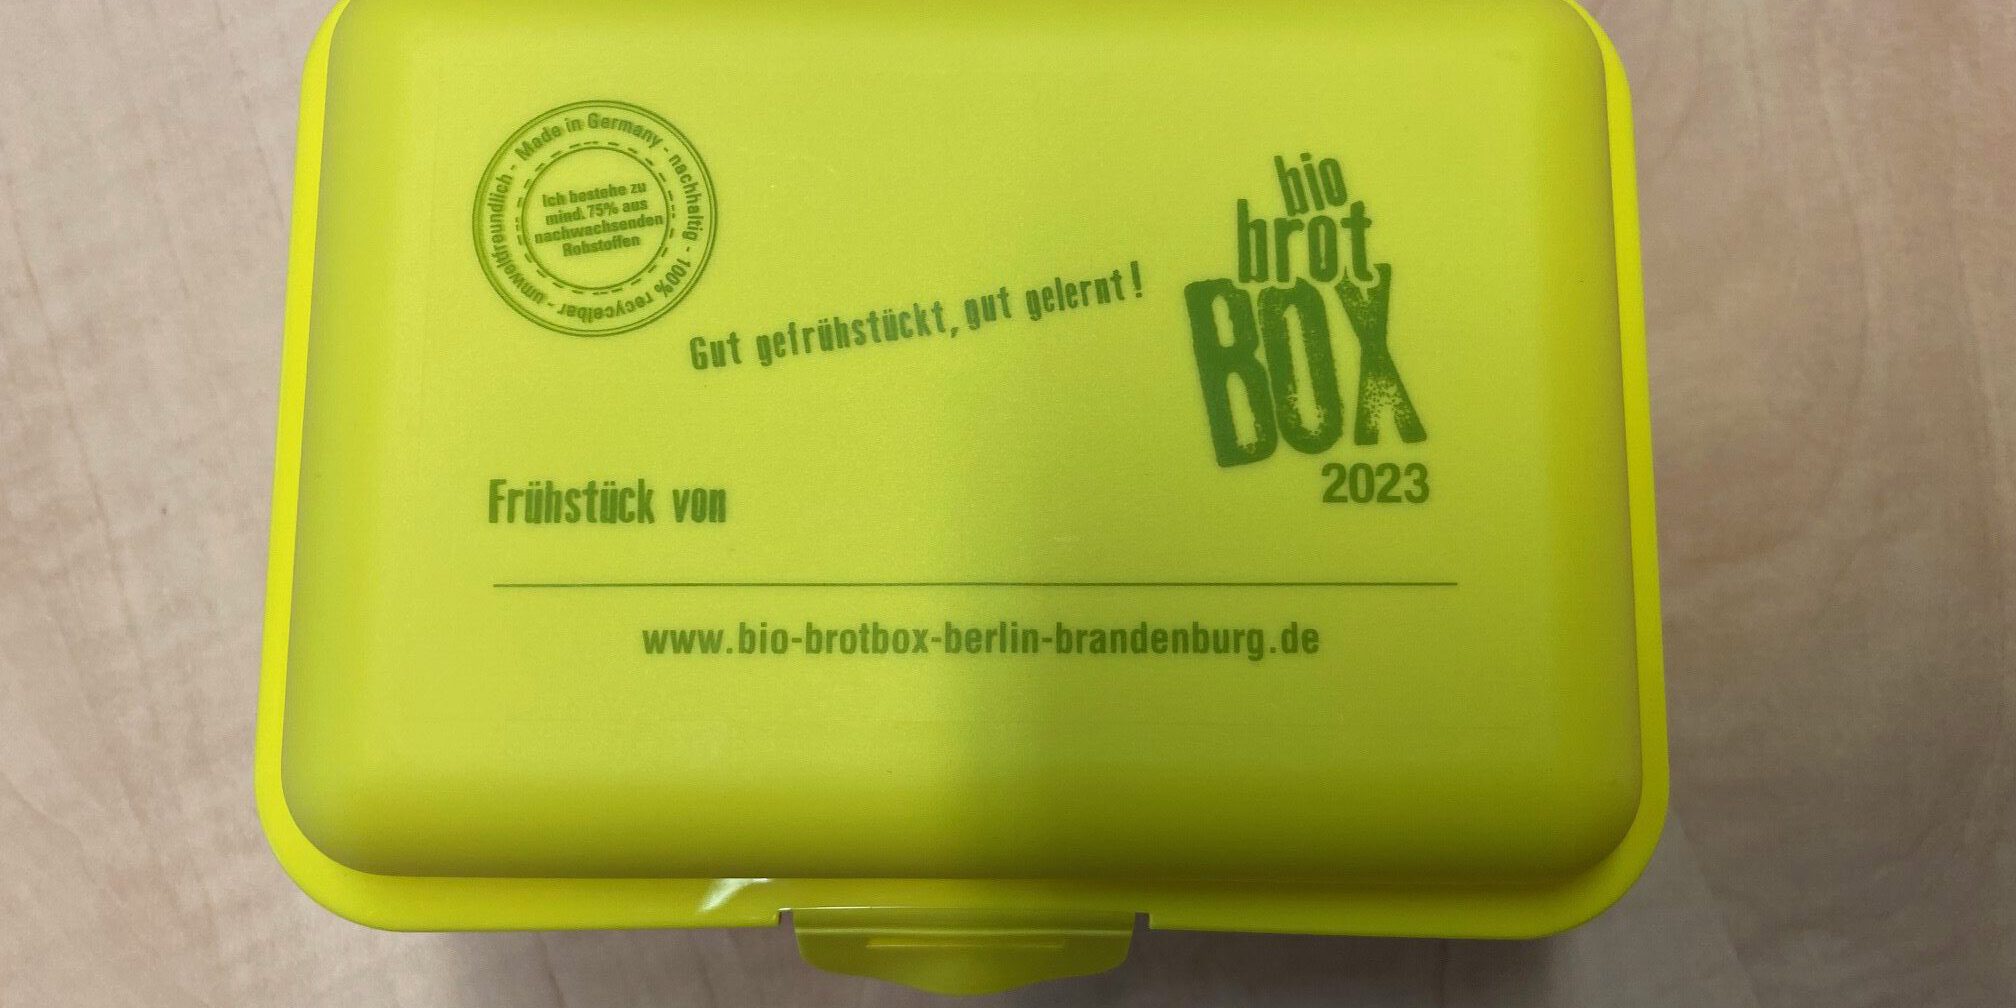 Made in Germany - nachhaltig - 100% recycelbar - umweltfreundlich -
Ich bestehe zu
mind. 75% aus
nachwachsenden
Rohstoffen
Gut gefrühstückt, gut gelernt!
bio
brot
BOX
2023
Frühstück von
www.bio-brotbox-berlin-brandenburg.de